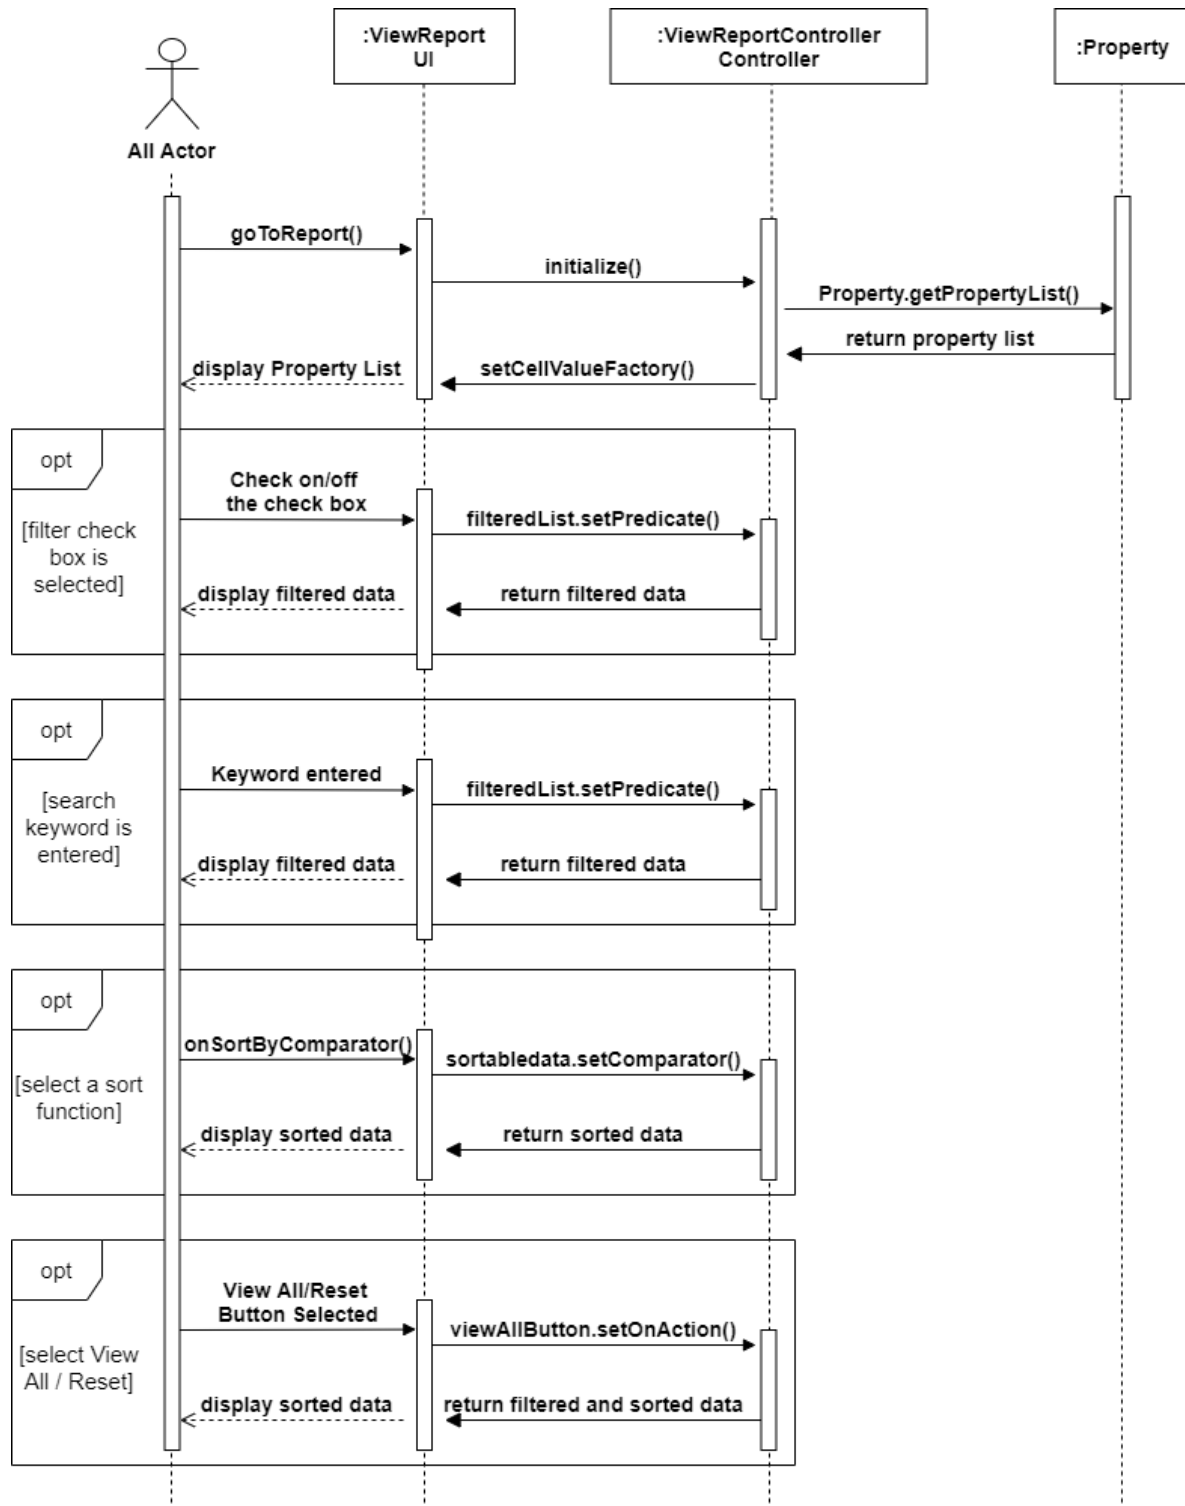 :ViewReport
UI
:ViewReportController
Controller
:Property
All Actor
goToReport()
initialize()
Property.getPropertyList()
return property list
setCellValueFactory()
display Property List
opt
[filter check
box is
selected]
Check on/off
the check box
filteredList.setPredicate()
display filtered data
return filtered data
opt
[search
keyword is
entered]
Keyword entered
filteredList.setPredicate()
display filtered data
return filtered data
opt
[select a sort
function]
onSortByComparator()
sortabledata.setComparator()
display sorted data
return sorted data
opt
[select View
All / Reset]
View All/Reset
Button Selected
viewAllButton.setOnAction()
display sorted data
return filtered and sorted data